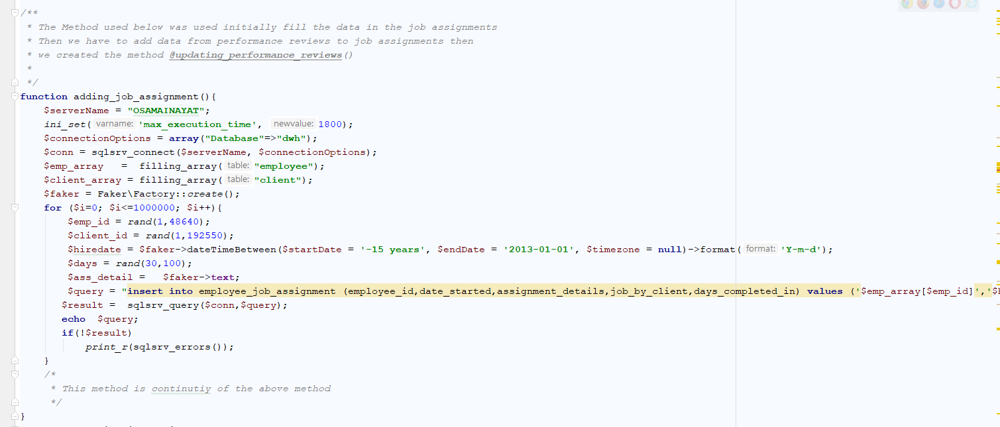 /**
* The Method used below was used initially fill the data in the job assignments
* Then we have to add data from performance reviews to job assignments then
* we created the method @updating_performance_reviews()
*
*/
function adding_job_assignment(){
$serverName = "OSAMAINAYAT";
ini_set( varname: 'max_execution_time', newvalue: 1800);
$connectionOptions = array("Database"=>"dwh");
$conn = sqlsrv_connect($serverName, $connectionOptions);
$emp_array = filling_array( table: "employee");
$client_array = filling_array( table: "client");
$faker = Faker\Factory::create();
for ($i=0; $i<=1000000; $i++){
$emp_id = rand(1,48640);
$client_id = rand(1,192550);
$hiredate = $faker->dateTimeBetween($startDate = '-15 years', $endDate = '2013-01-01', $timezone = null)->format( format: 'Y-m-d');
$days = rand(30,100);
$ass_detail = $faker->text;
$query = "insert into employee_job_assignment (employee_id,date_started,assignment_details,job_by_client,days_completed_in) values ('$emp_array[$emp_id]','$
$result = sqlsrv_query($conn,$query);
echo $query;
if(!$result)
print_r(sqlsrv_errors());
}
/*
* This method is continutiy of the above method
*/
}